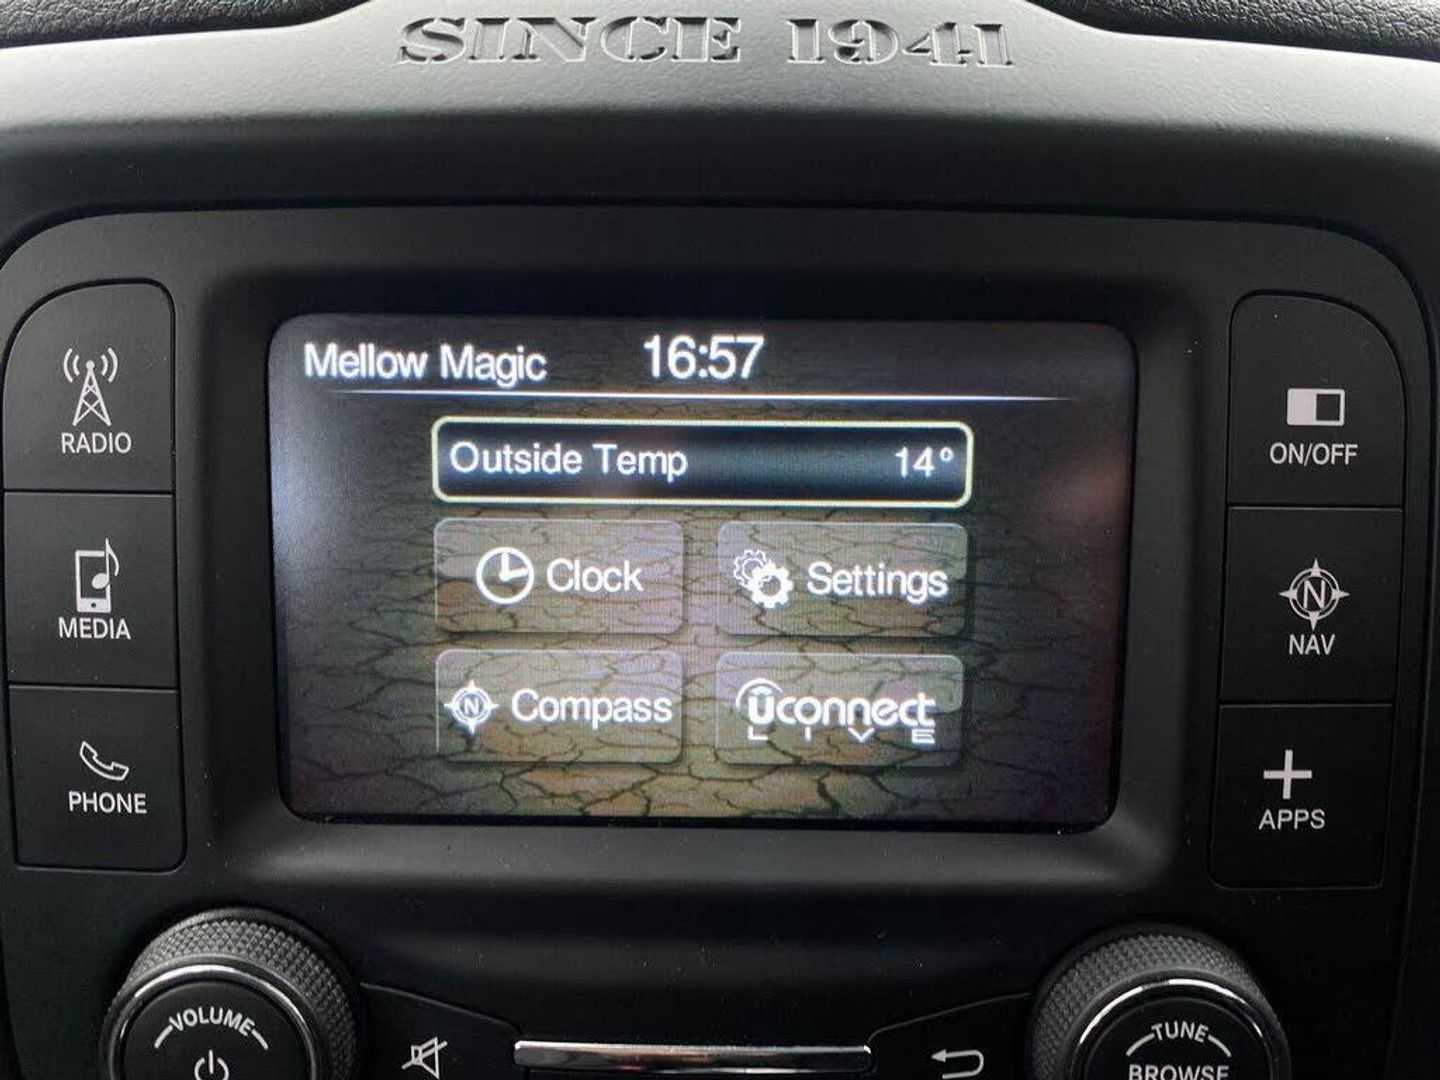 SINCE 1941
Mellow Magic 16:57
Outside Temp 14°
Clock
Settings
N Compass
uconnect
LIVE
RADIO
MEDIA
PHONE
ON/OFF
N
NAV
APPS
VOLUME
TUNE
BROWSE